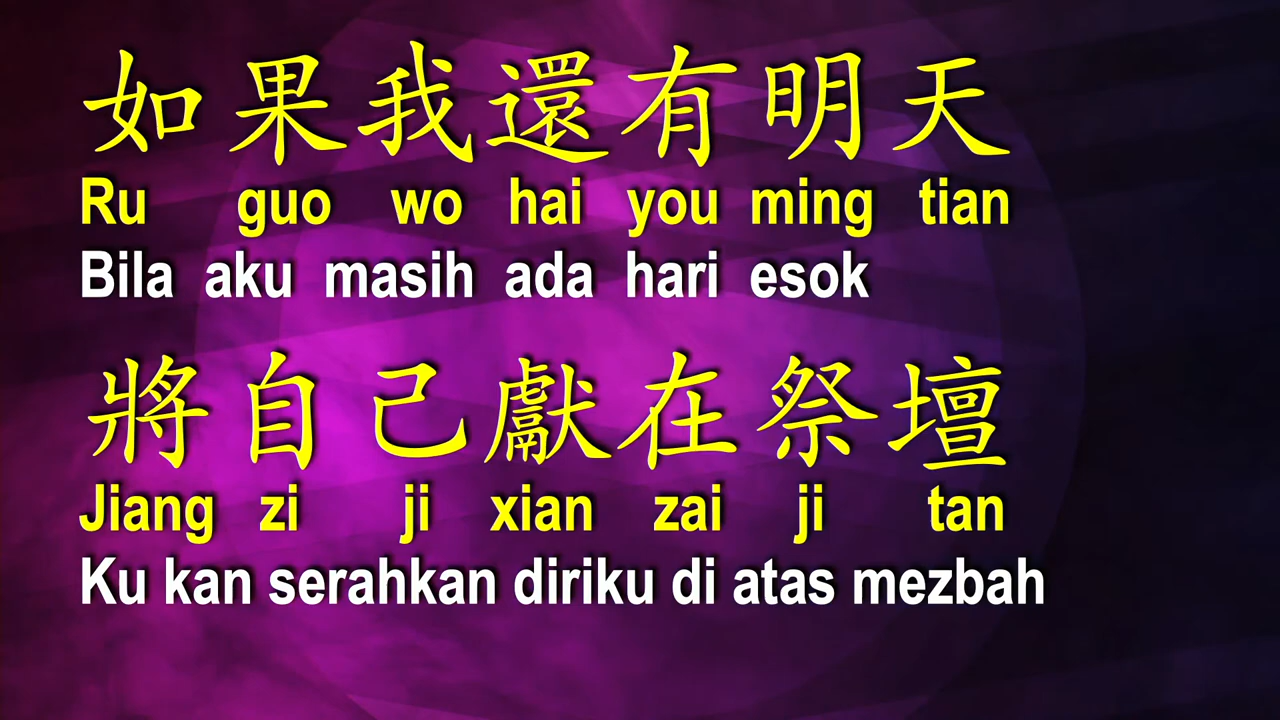 如果我還有明天
Ru guo wo hai you ming tian
Bila aku masih ada hari esok
將自己獻在祭壇
Jiang zi ji xian zai ji tan
Ku kan serahkan diriku di atas mezbah